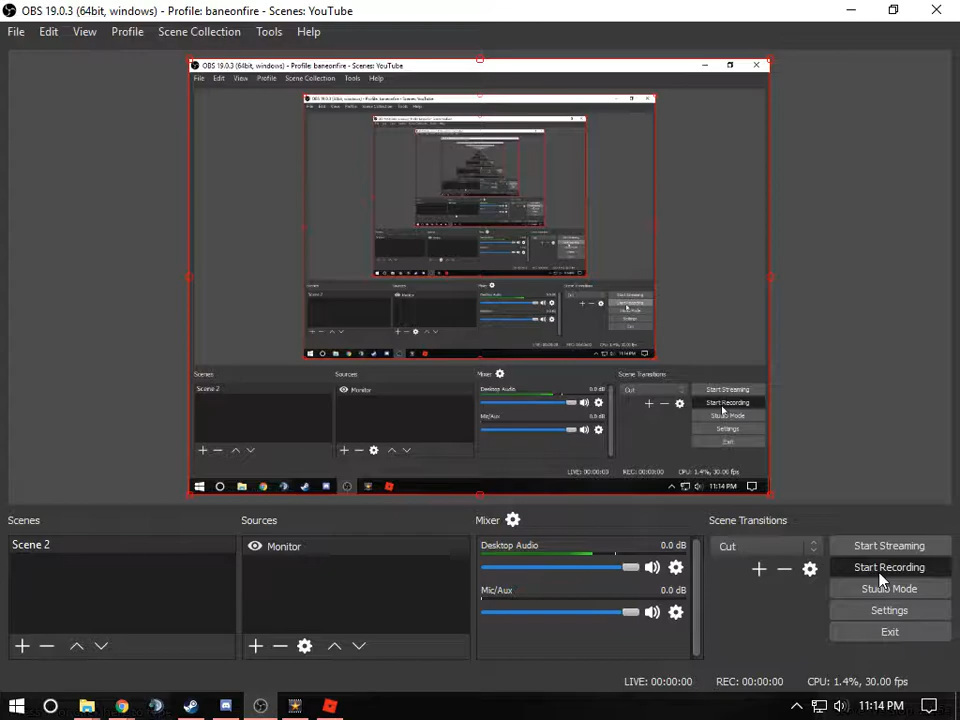 OBS 19.0.3 (64bit, windows) - Profile: baneonfire - Scenes: YouTube
File Edit View Profile Scene Collection Tools Help
OBS 19.0.3 (64bit, windows) - Profile: baneonfire - Scenes: YouTube
File Edit View Profile Scene Collection Tools Help
Scenes Sources Mixer Scene Transitions
Scene 2 Monitor Desktop Audio 0.0 dB Cut Start Streaming
Start Recording
Mic/Aux 0.0 dB Studio Mode
Settings
Exit
LIVE: 00:00:00 REC: 00:00:00 CPU: 1.4%, 30.00 fps
11:14 PM
Scenes Sources Mixer Scene Transitions
Scene 2 Monitor Desktop Audio 0.0 dB Cut Start Streaming
Start Recording
Mic/Aux 0.0 dB Studio Mode
Settings
Exit
LIVE: 00:00:00 REC: 00:00:00 CPU: 1.4%, 30.00 fps
11:14 PM